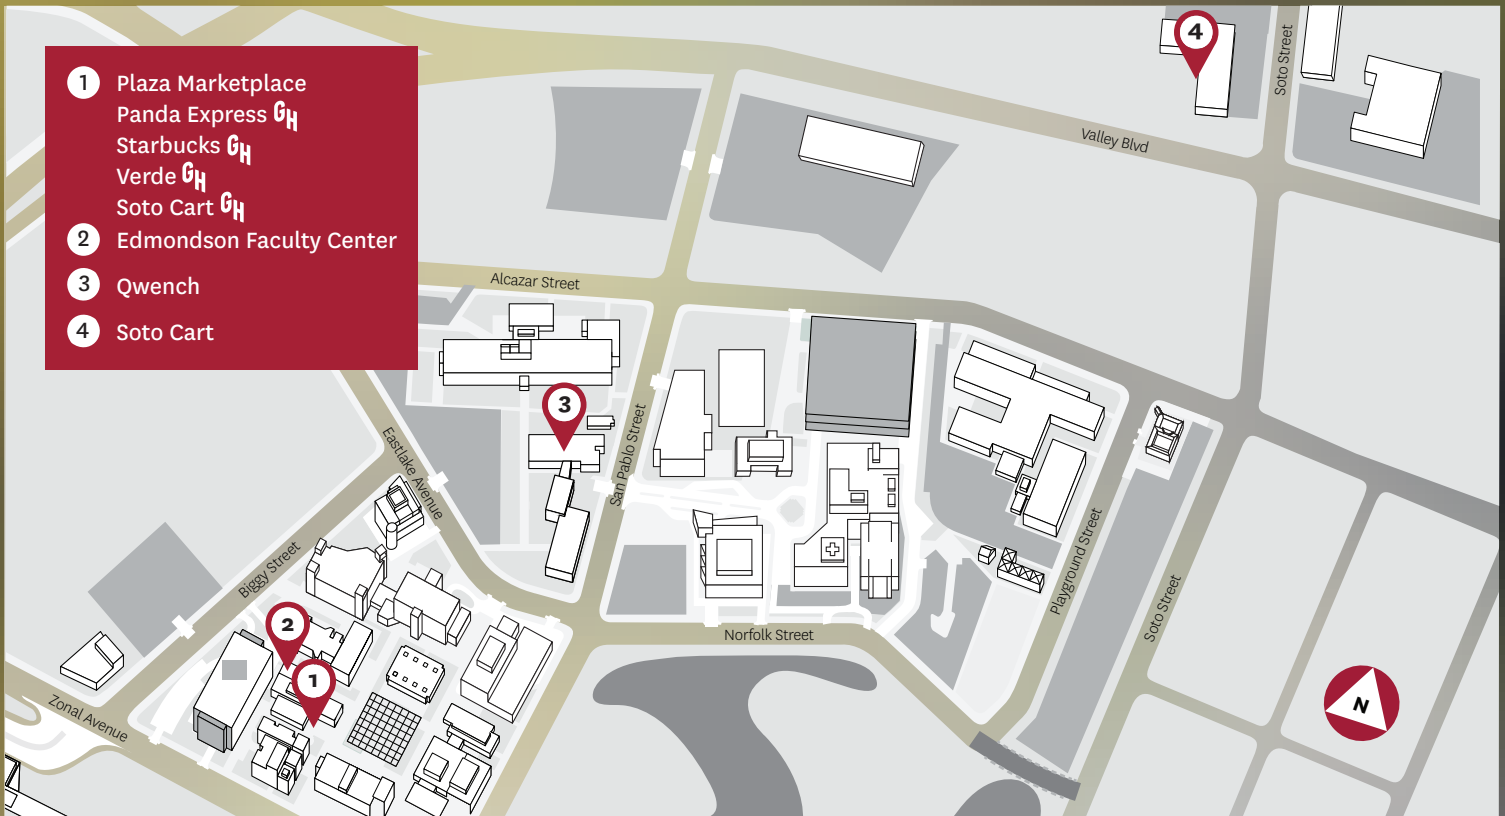 1 Plaza Marketplace
Panda Express GH
Starbucks GH
Verde GH
Soto Cart GH
2 Edmondson Faculty Center
3 Qwench
4 Soto Cart
4
Soto Street
Valley Blvd
Alcazar Street
3
San Pablo Street
Eastlake Avenue
Biggy Street
Playground Street
Soto Street
2
Norfolk Street
1
Zonal Avenue
N